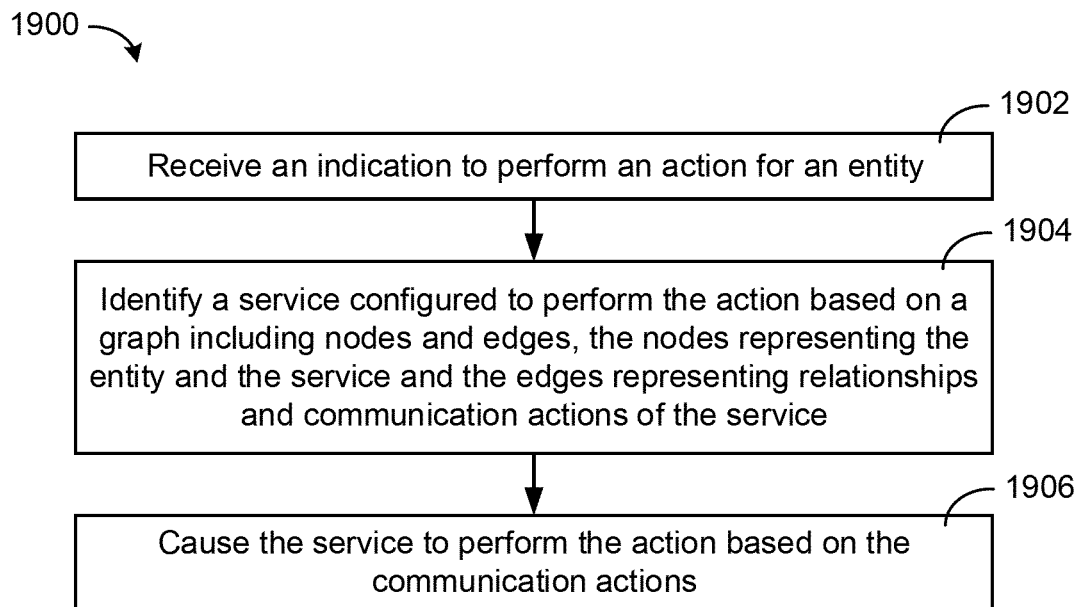 1900
1902
Receive an indication to perform an action for an entity
1904
Identify a service configured to perform the action based on a
graph including nodes and edges, the nodes representing the
entity and the service and the edges representing relationships
and communication actions of the service
1906
Cause the service to perform the action based on the
communication actions